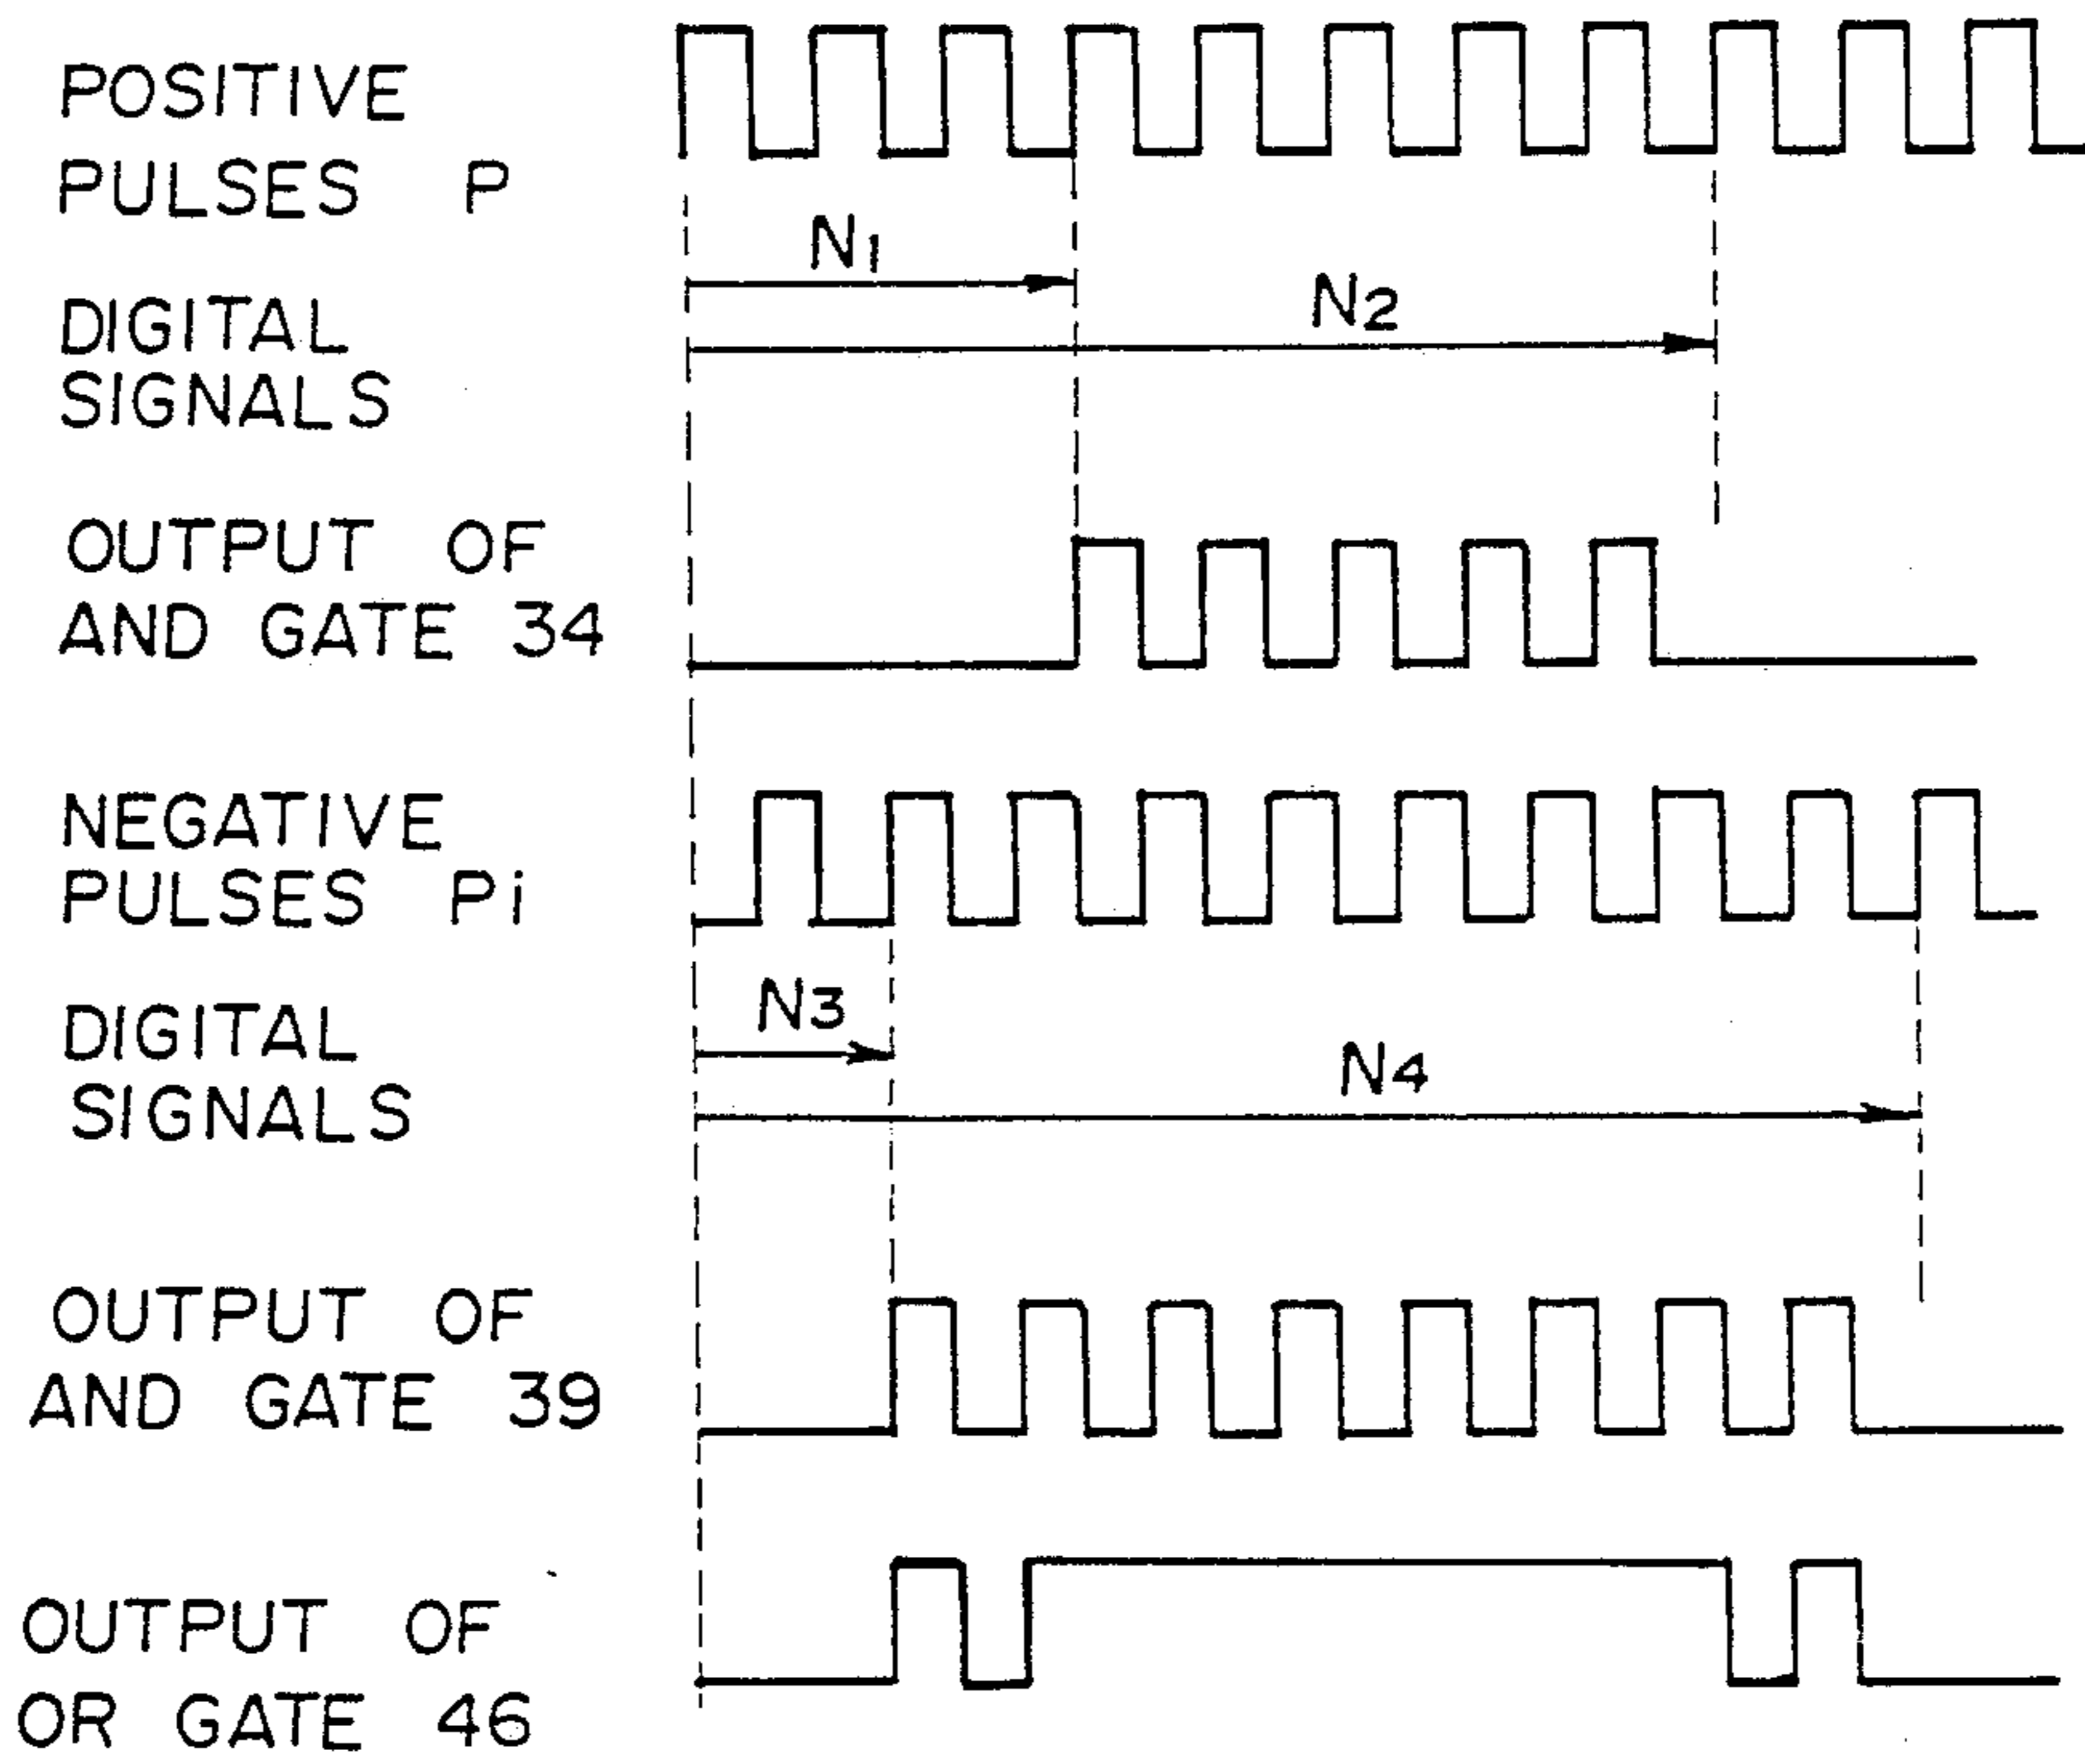 POSITIVE
PULSES P
N1
DIGITAL
SIGNALS
N2
OUTPUT OF
AND GATE 34
NEGATIVE
PULSES Pi
N3
DIGITAL
SIGNALS
N4
OUTPUT OF
AND GATE 39
OUTPUT OF
OR GATE 46